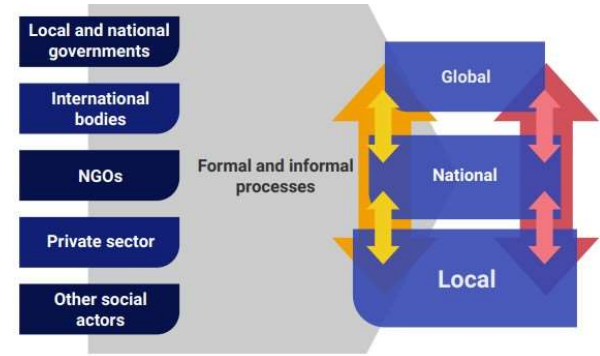 Local and national
governments
International
bodies
NGOs
Private sector
Other social
actors
Formal and informal
processes
Global
National
Local